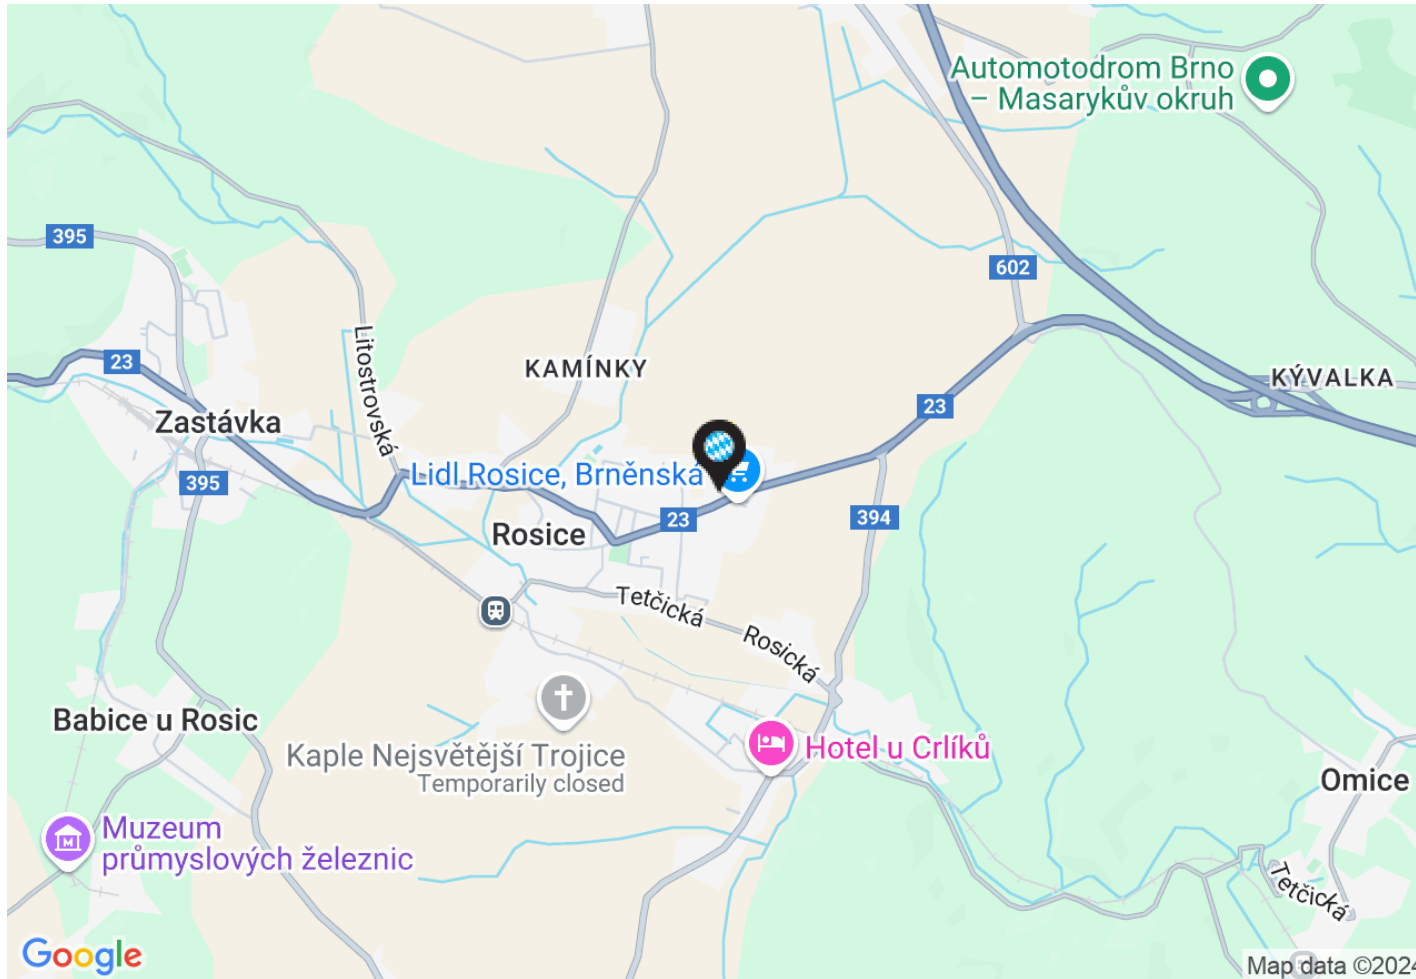 Automotodrom Brno
– Masarykův okruh
395
602
Litostrovská
23
KAMÍNKY
KÝVALKA
23
Zastávka
Lidl Rosice, Brněnská
395
23
394
Rosice
Tetčická
Rosická
Babice u Rosic
Kaple Nejsvětější Trojice
Temporarily closed
Hotel u Crlíků
Omice
Muzeum
průmyslových železnic
Tetčická
Google
Map data ©2024